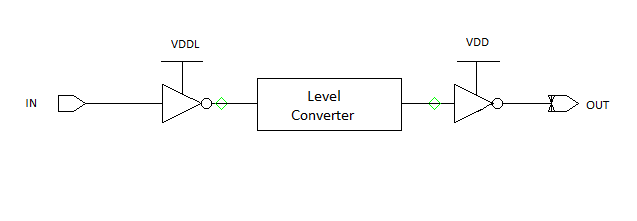 VDDL
VDD
IN
Level
Converter
OUT